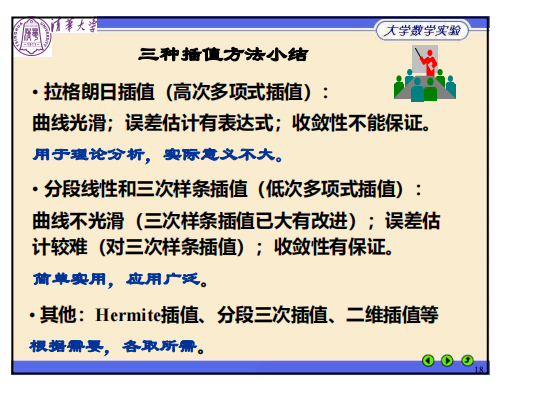 清华大学
大学数学实验
三种插值方法小结
• 拉格朗日插值（高次多项式插值）：
曲线光滑；误差估计有表达式；收敛性不能保证。
用于理论分析，实际意义不大。
• 分段线性和三次样条插值（低次多项式插值）：
曲线不光滑（三次样条插值已大有改进）；误差估
计较难（对三次样条插值）；收敛性有保证。
简单实用，应用广泛。
• 其他：Hermite插值、分段三次插值、二维插值等
根据需要，各取所需。
18